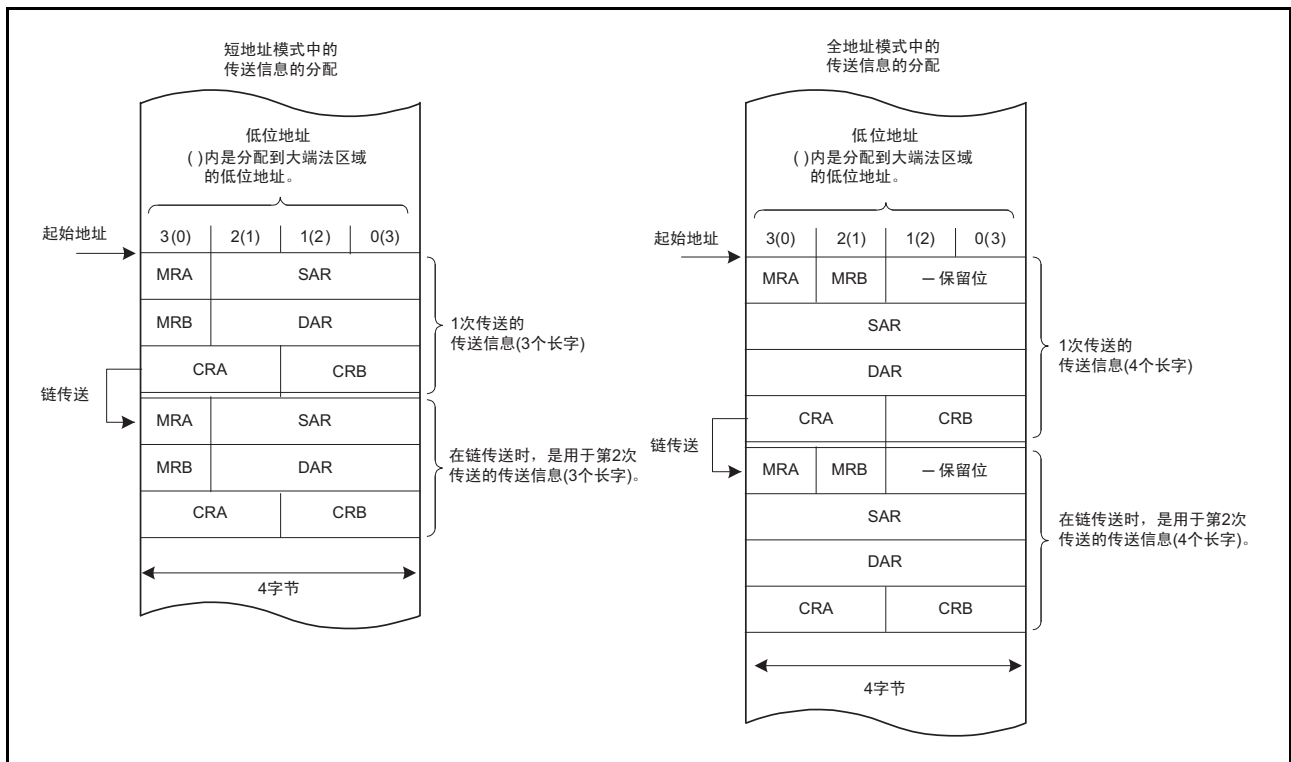 短地址模式中的
传送信息的分配
低位地址
( )内是分配到大端法区域
的低位地址。
起始地址
3(0) 2(1) 1(2) 0(3)
MRA SAR
MRB DAR
CRA CRB
1次传送的
传送信息(3个长字)
链传送
MRA SAR
MRB DAR
CRA CRB
在链传送时，是用于第2次
传送的传送信息(3个长字)。
4字节
全地址模式中的
传送信息的分配
低位地址
( )内是分配到大端法区域
的低位地址。
起始地址
3(0) 2(1) 1(2) 0(3)
MRA MRB — 保留位
SAR
DAR
CRA CRB
1次传送的
传送信息(4个长字)
链传送
MRA MRB — 保留位
SAR
DAR
CRA CRB
在链传送时，是用于第2次
传送的传送信息(4个长字)。
4字节